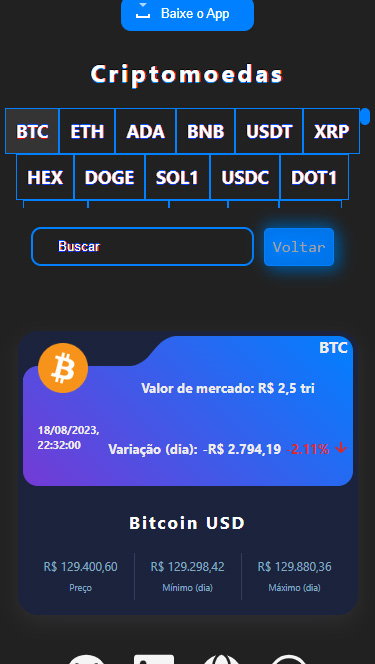 Baixe o App
Criptomoedas
BTC ETH ADA BNB USDT XRP
HEX DOGE SOL1 USDC DOT1
Buscar Voltar
BTC
Valor de mercado: R$ 2,5 tri
18/08/2023,
22:32:00
Variação (dia): -R$ 2.794,19 -2.11%
Bitcoin USD
R$ 129.400,60 R$ 129.298,42 R$ 129.880,36
Preço Mínimo (dia) Máximo (dia)